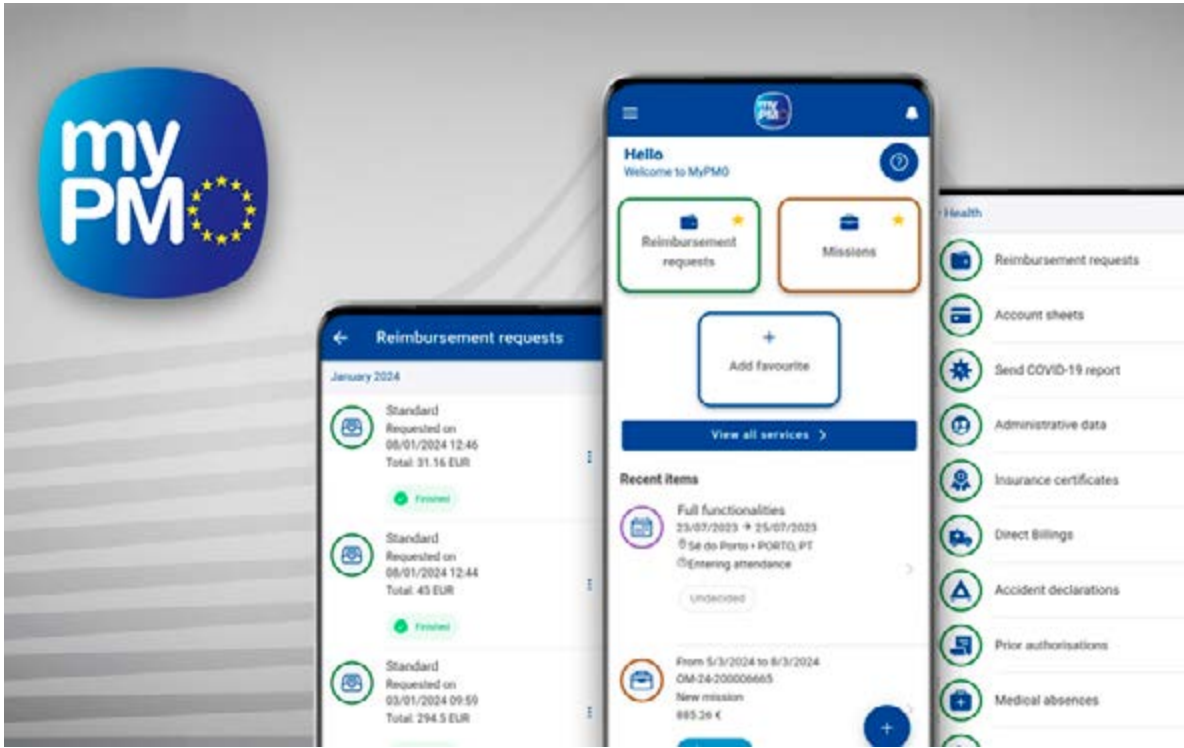 my
PMO
Reimbursement requests
January 2024
Standard
Requested on
08/01/2024 12:46
Total: 31.16 EUR
Finished
Standard
Requested on
08/01/2024 12:44
Total: 45 EUR
Finished
Standard
Requested on
03/01/2024 09:59
Total: 294.5 EUR
my
PMO
Hello
Welcome to MyPMO
Reimbursement
requests
Missions
+
Add favourite
View all services >
Recent items
Full functionalities
23/07/2023 → 25/07/2023
Sé do Porto • PORTO, PT
Entering attendance
Undecided
From 5/3/2024 to 8/3/2024
OM-24-200006665
New mission
885.26 €
+
Health
Reimbursement requests
Account sheets
Send COVID-19 report
Administrative data
Insurance certificates
Direct Billings
Accident declarations
Prior authorisations
Medical absences